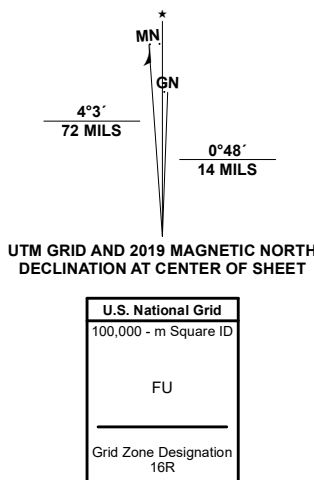 MN
GN
4°3´
72 MILS
0°48´
14 MILS
UTM GRID AND 2019 MAGNETIC NORTH
DECLINATION AT CENTER OF SHEET
U.S. National Grid
100,000 - m Square ID
FU
Grid Zone Designation
16R